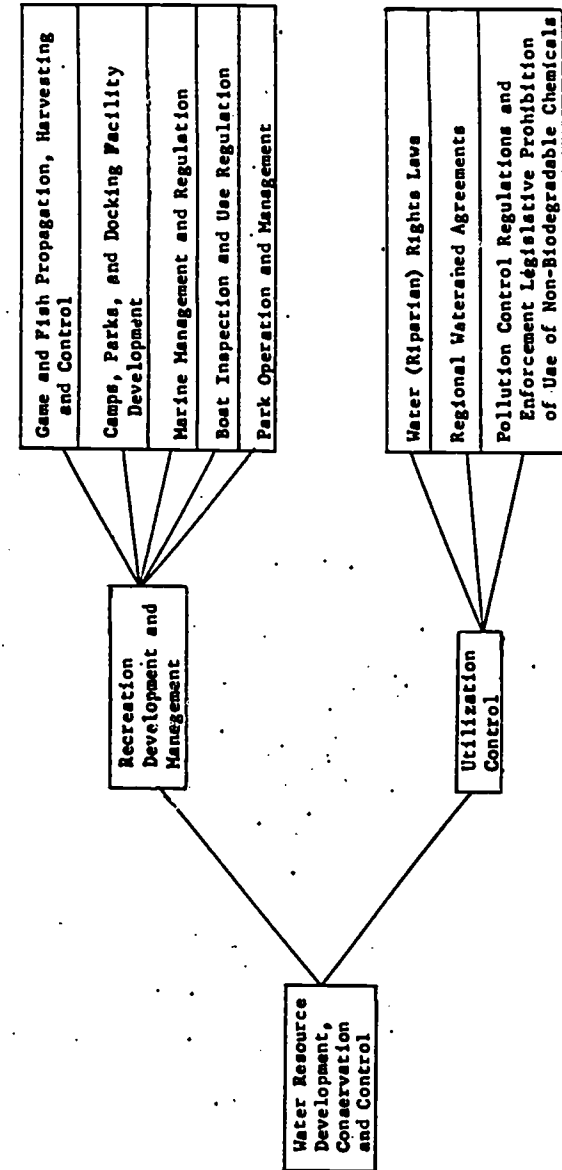 Water Resource
Development,
Conservation
and Control
Recreation
Development and
Management
Utilization
Control
Game and Fish Propagation, Harvesting
and Control
Camps, Parks, and Docking Facility
Development
Marine Management and Regulation
Boat Inspection and Use Regulation
Park Operation and Management
Water (Riparian) Rights Laws
Regional Watershed Agreements
Pollution Control Regulations and
Enforcement Legislative Prohibition
of Use of Non-Biodegradable Chemicals